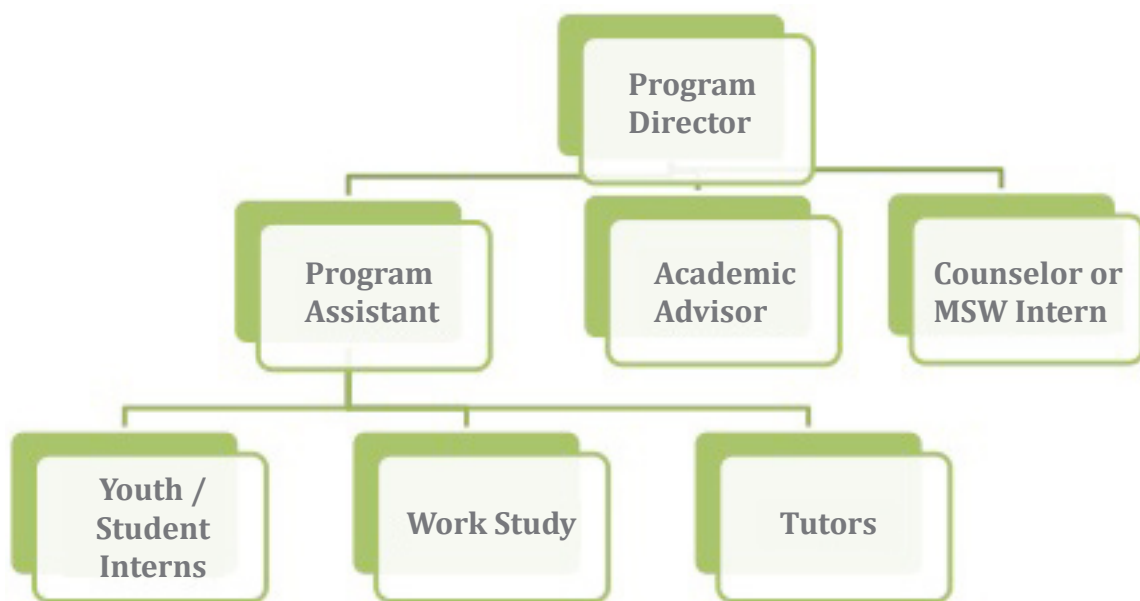 Program
Director
Program
Assistant
Academic
Advisor
Counselor or
MSW Intern
Youth /
Student
Interns
Work Study
Tutors